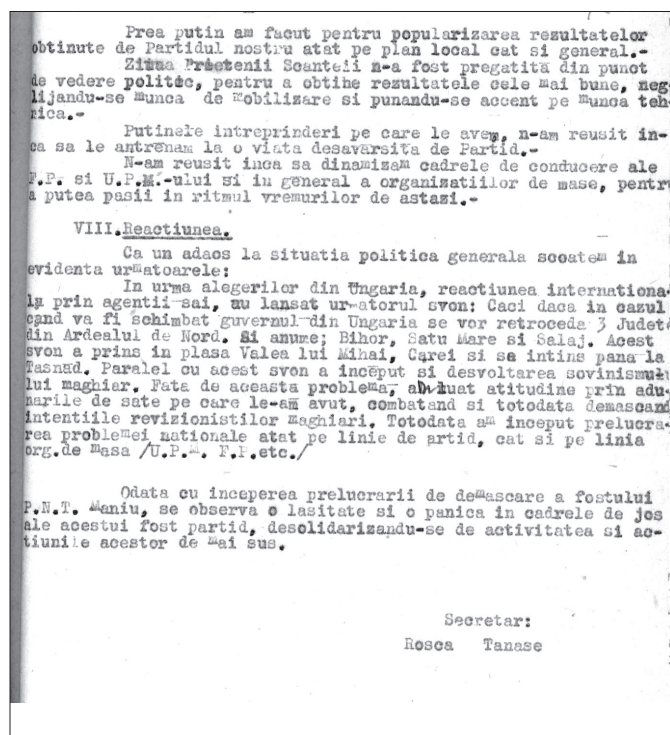 Prea putin am facut pentru popularizarea rezultatelor
obtinute de Partidul nostru atat pe plan local cat si general.-
Ziua Prietenii Scanteii n-a fost pregatita din punct
de vedere politic, pentru a obtine rezultatele cele mai bune, neg-
lijandu-se munca de mobilizare si punandu-se accent pe munca teh-
nica.-
Putinele intreprinderi pe care le avem, n-am reusit in-
ca sa le antrenam la o viata desavarsita de Partid.-
N-am reusit inca sa dinamizam cadrele de conducere ale
F.P. si U.P.M.-ului si in general a organizatiilor de mase, pentru
a putea pasii in ritmul vremurilor de astazi.-
VIII.Reactiunea.
Ca un adaos la situatia politica generala scoatem in
evidenta urmatoarele:
In urma alegerilor din Ungaria, reactiunea internationa-
la prin agentii sai, au lansat urmatorul svon: Caci daca in cazul
cand va fi schimbat guvernul din Ungaria se vor retroceda 3 Judete
din Ardealul de Nord. Si anume; Bihor, Satu Mare si Salaj. Acest
svon a prins in plasa Valea lui Mihai, Carei si se intins pana la
Tasnad. Paralel cu acest svon a inceput si desvoltarea sovinismului
lui maghiar. Fata de aceasta problema, am luat atitudine prin adu-
narile de sate pe care le-am avut, combatand si totodata demascand
intentiile revizionistilor maghiari. Totodata am inceput prelucra-
rea problemei nationale atat pe linie de artid, cat si pe linia
org.de masa /U.P.M. F.P.etc./
Odata cu inceperea prelucrarii de demascare a fostului
P.N.T. Maniu, se observa o lasitate si o panica in cadrele de jos
ale acestui fost partid, desolidarizandu-se de activitatea si ac-
tiunile acestor de mai sus.
Secretar:
Rosca Tanase